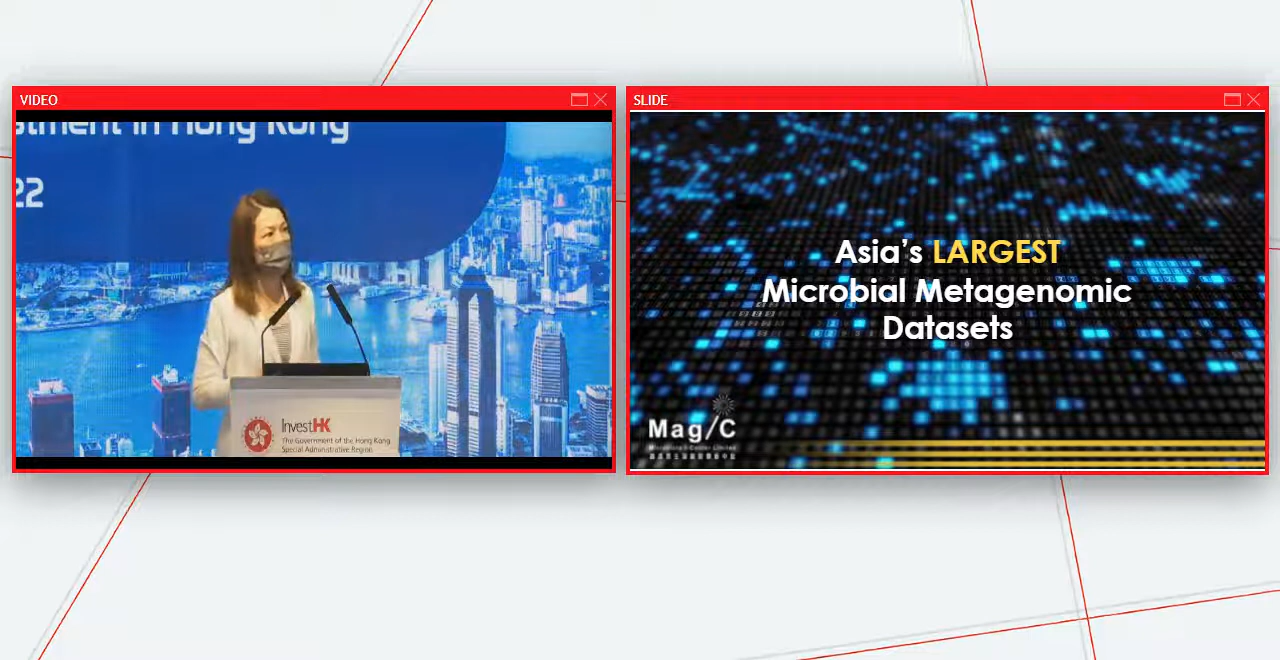 VIDEO
stment in Hong Kong
22
InvestHK
The Government of the Hong Kong
Special Administrative Region
SLIDE
Asia's LARGEST
Microbial Metagenomic
Datasets
Mag/C